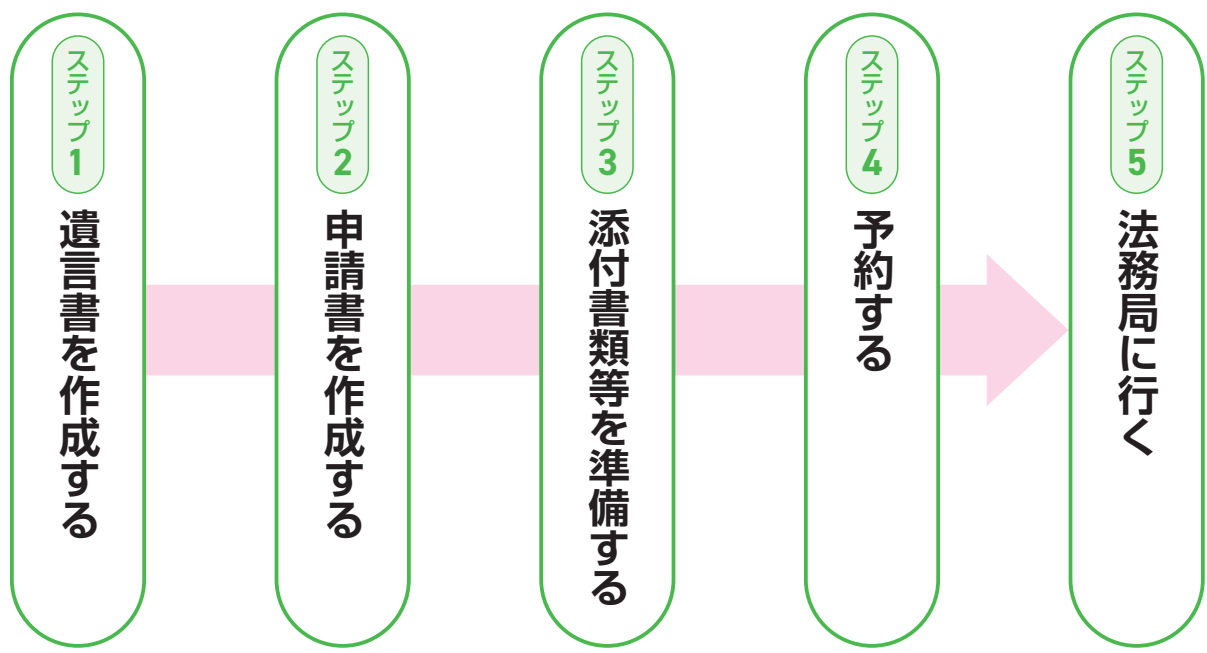 ステップ1
遺言書を作成する
ステップ2
申請書を作成する
ステップ3
添付書類等を準備する
ステップ4
予約する
ステップ5
法務局に行く